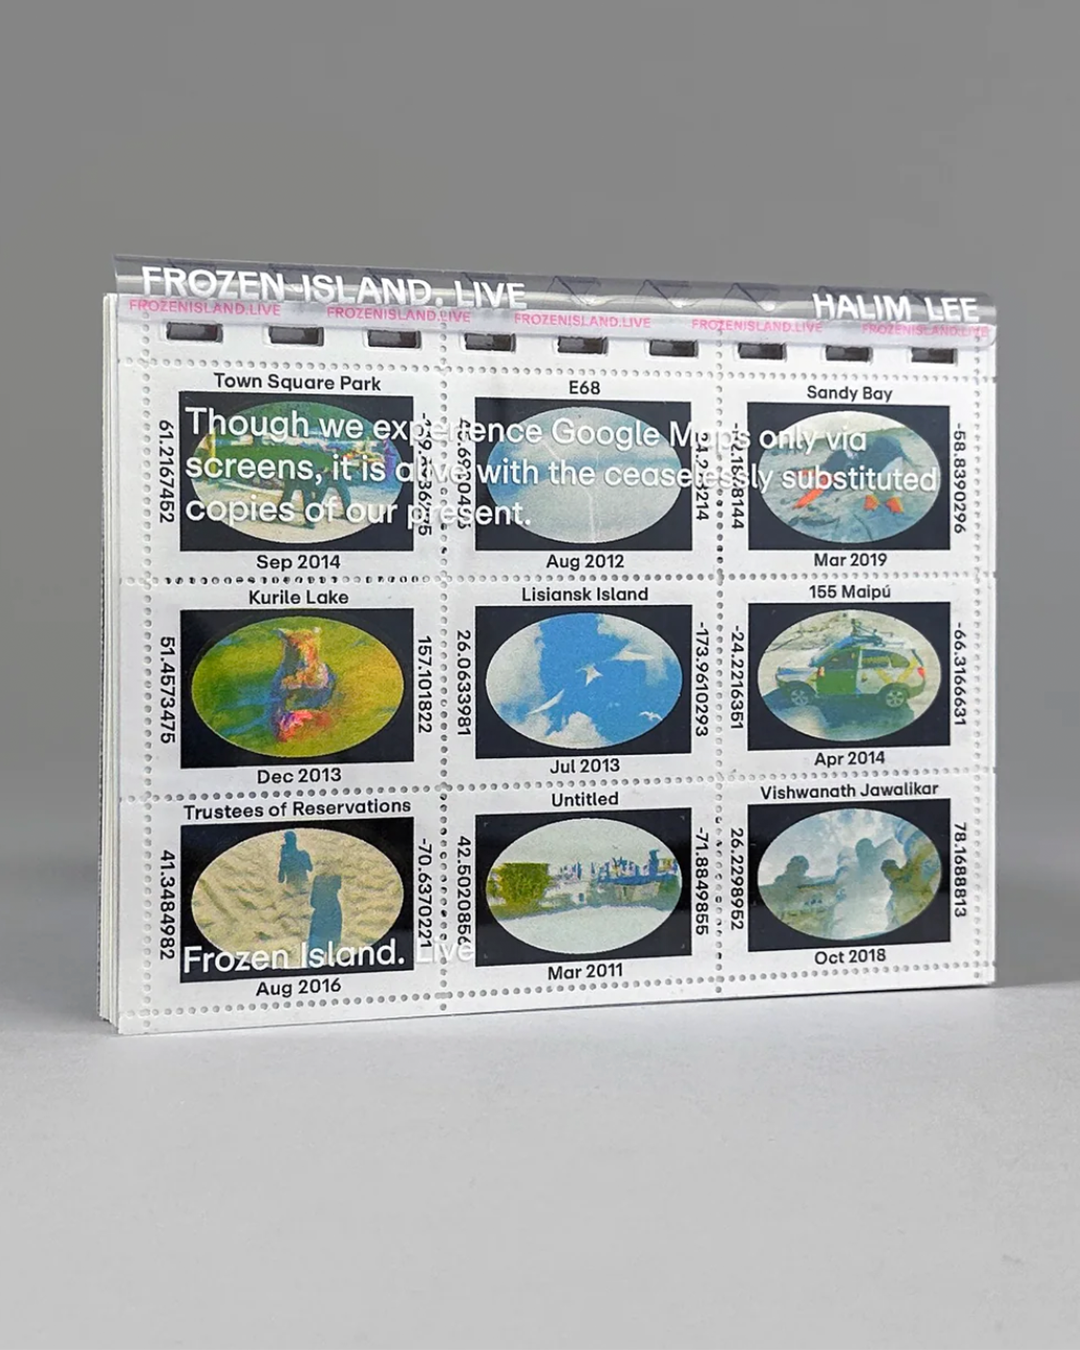 FROZEN ISLAND. LIVE
HALIM LEE
FROZENISLAND.LIVE FROZENISLAND.LIVE FROZENISLAND.LIVE FROZENISLAND.LIVE FROZENISLAND.LIVE
Though we experience Google Maps only via
screens, it is alive with the ceaselessly substituted
copies of our present.
Town Square Park
61.2167452
Sep 2014
E68
Aug 2012
Sandy Bay
-58.8390296
Mar 2019
Kurile Lake
51.4573475
157.101822
Dec 2013
Lisiansk Island
26.0633981
-173.9610293
Jul 2013
155 Maipú
-24.2216351
-66.3166631
Apr 2014
Trustees of Reservations
41.3484982
-70.6370221
Aug 2016
Untitled
42.5020856
-71.8849855
Mar 2011
Vishwanath Jawalikar
26.2298952
78.1688813
Oct 2018
Frozen Island. Live